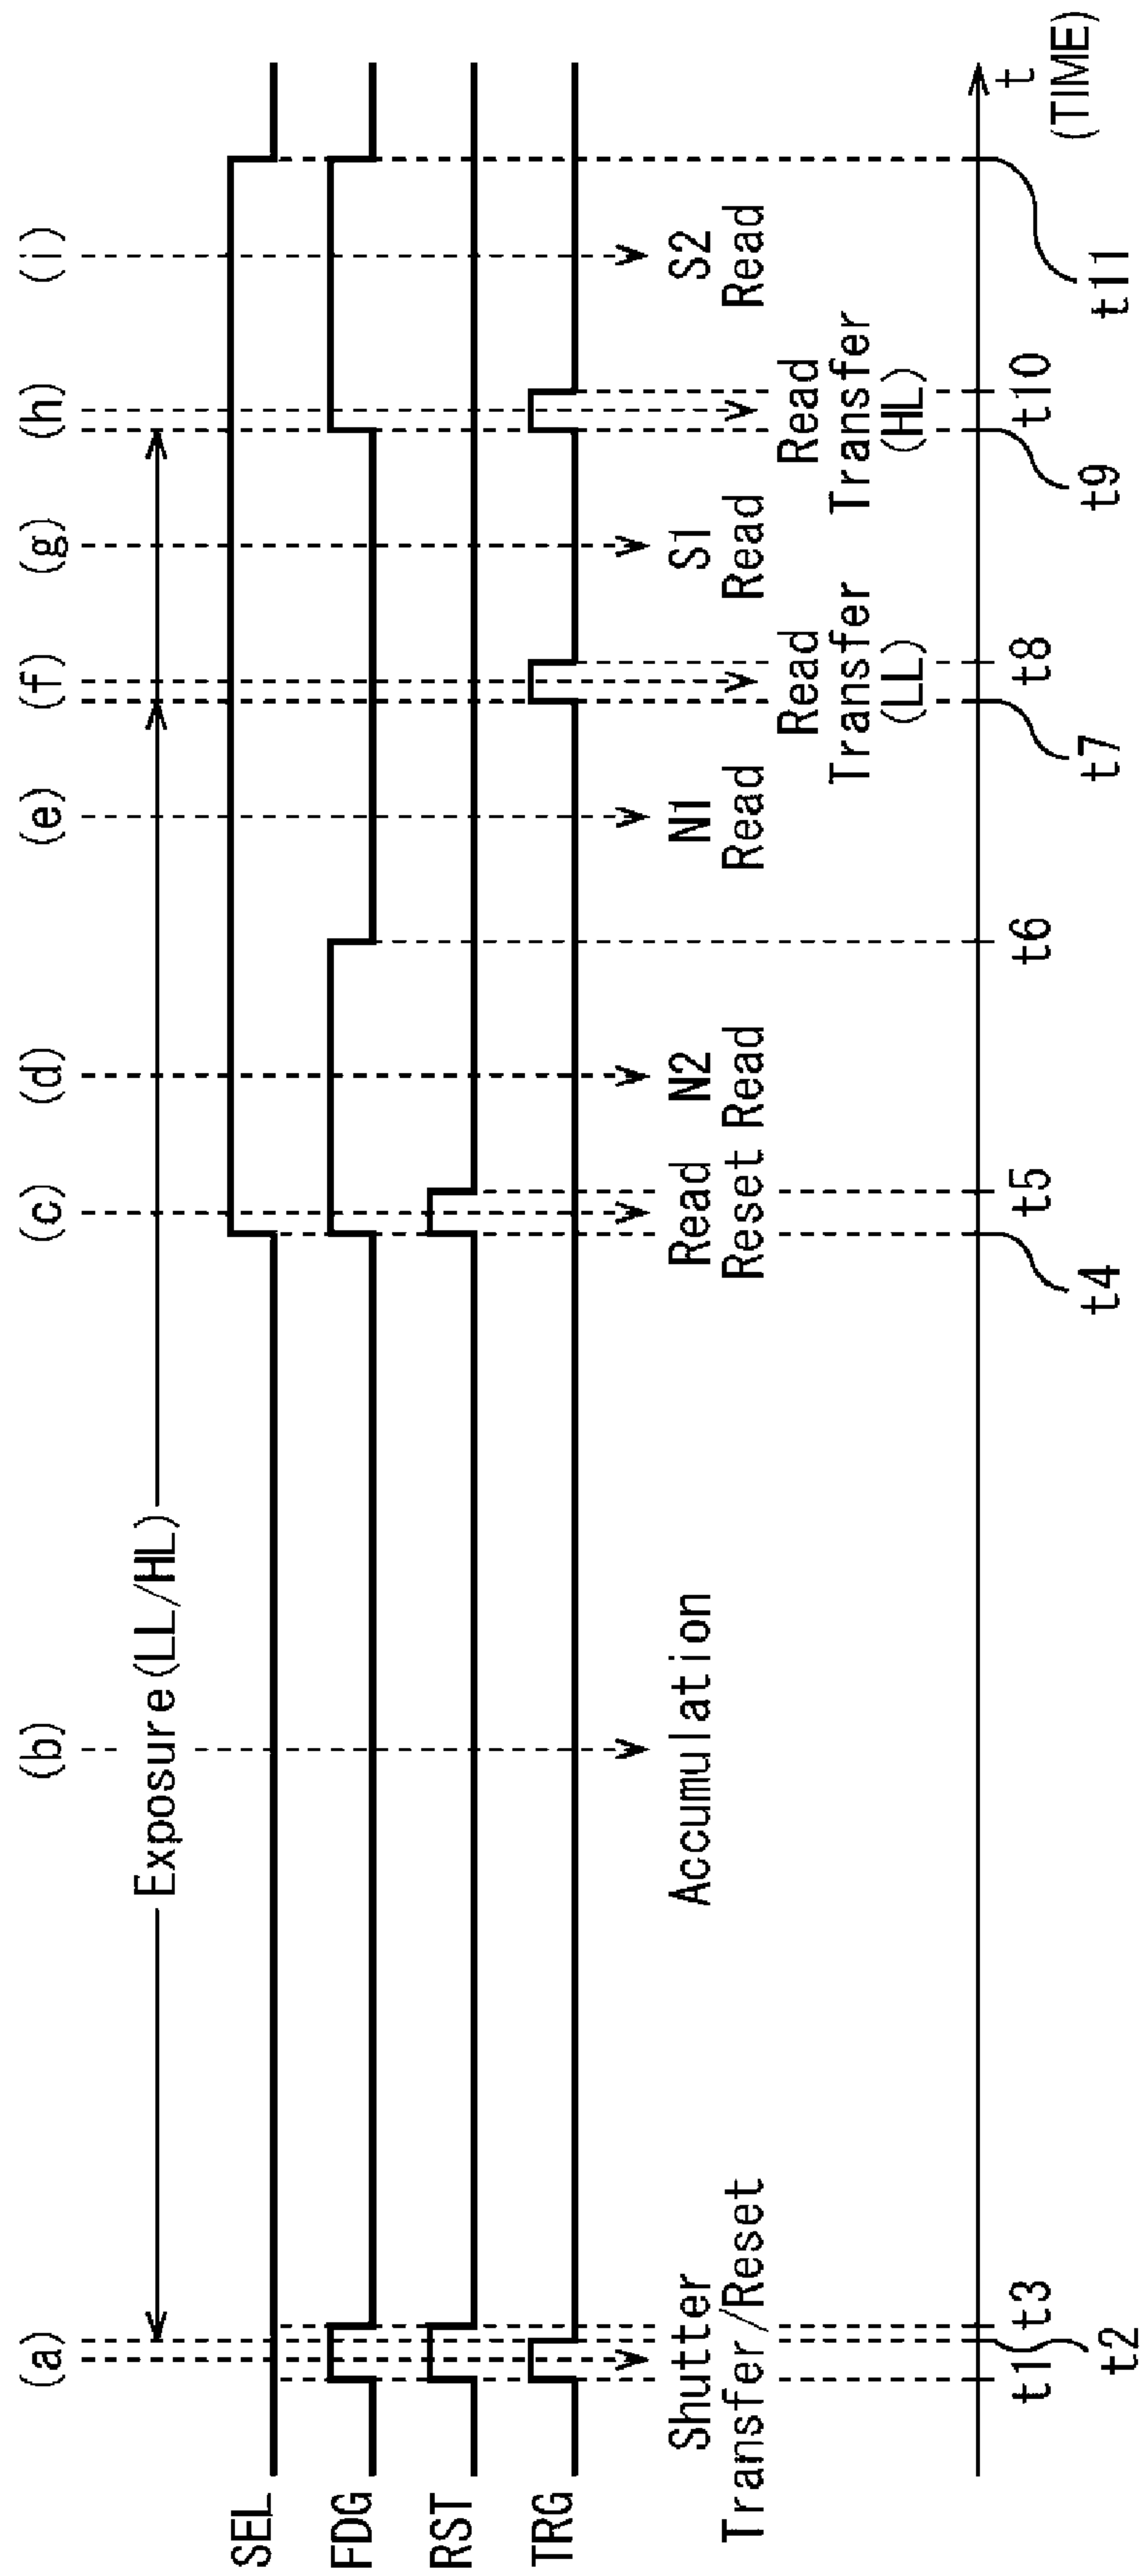 (a)
(b)
(c)
(d)
(e)
(f)
(g)
(h)
(i)
Exposure(LL/HL)
SEL
FDG
RST
TRG
Shutter
Transfer/Reset
Accumulation
Read
Reset
N2
Read
N1
Read
Read
Transfer
(LL)
S1
Read
Read
Transfer
(HL)
S2
Read
t1
t2
t3
t4
t5
t6
t7
t8
t9
t10
t11
t
(TIME)